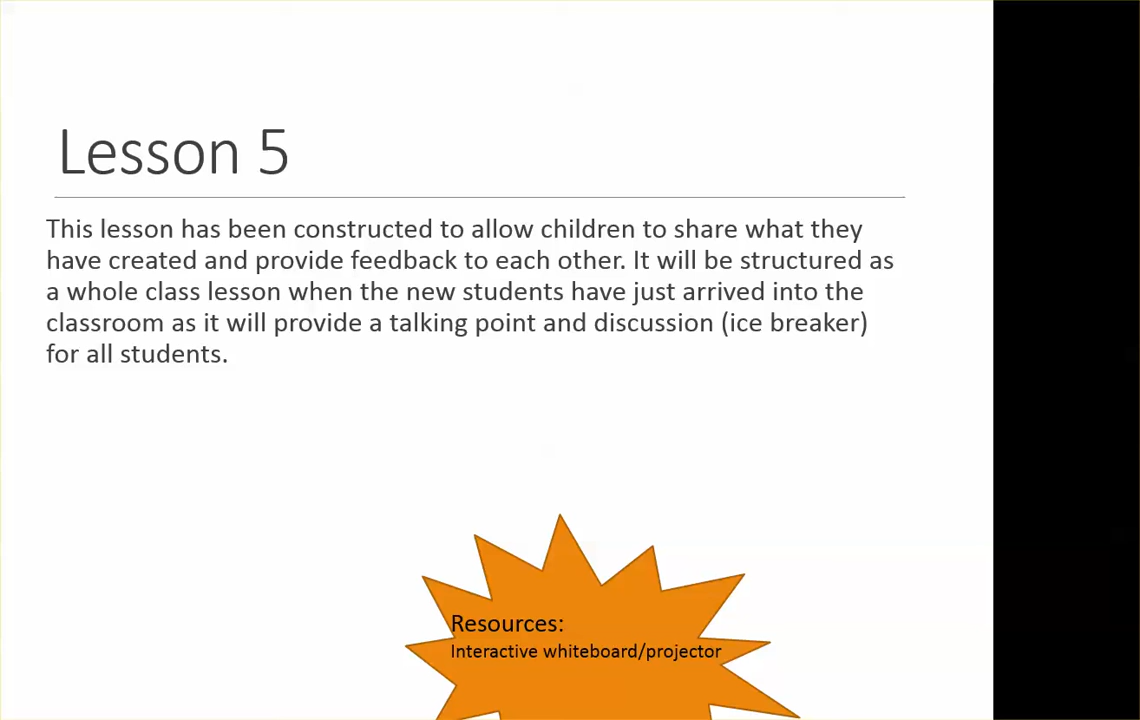 Lesson 5
This lesson has been constructed to allow children to share what they
have created and provide feedback to each other. It will be structured as
a whole class lesson when the new students have just arrived into the
classroom as it will provide a talking point and discussion (ice breaker)
for all students.
Resources:
Interactive whiteboard/projector